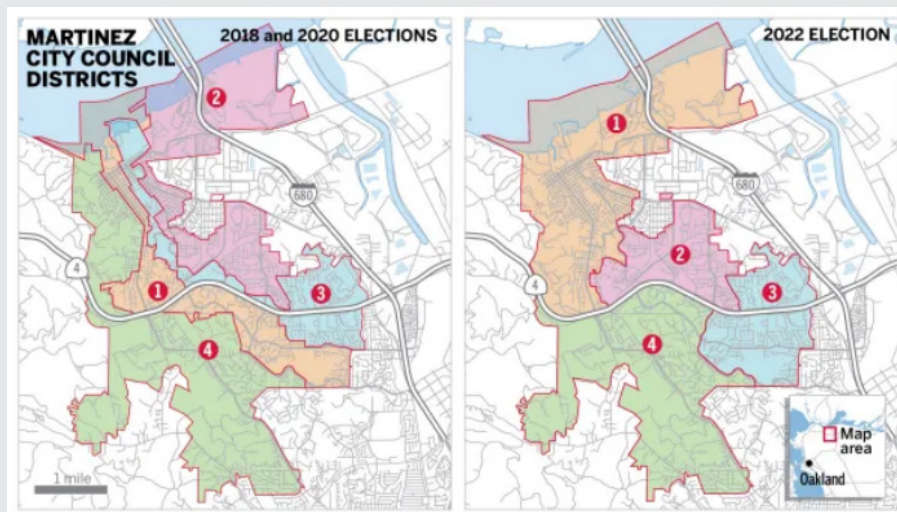 MARTINEZ
CITY COUNCIL
DISTRICTS
2018 and 2020 ELECTIONS
2
680
4
1
3
4
1 mile
2022 ELECTION
1
680
2
4
3
4
Map
area
Oakland